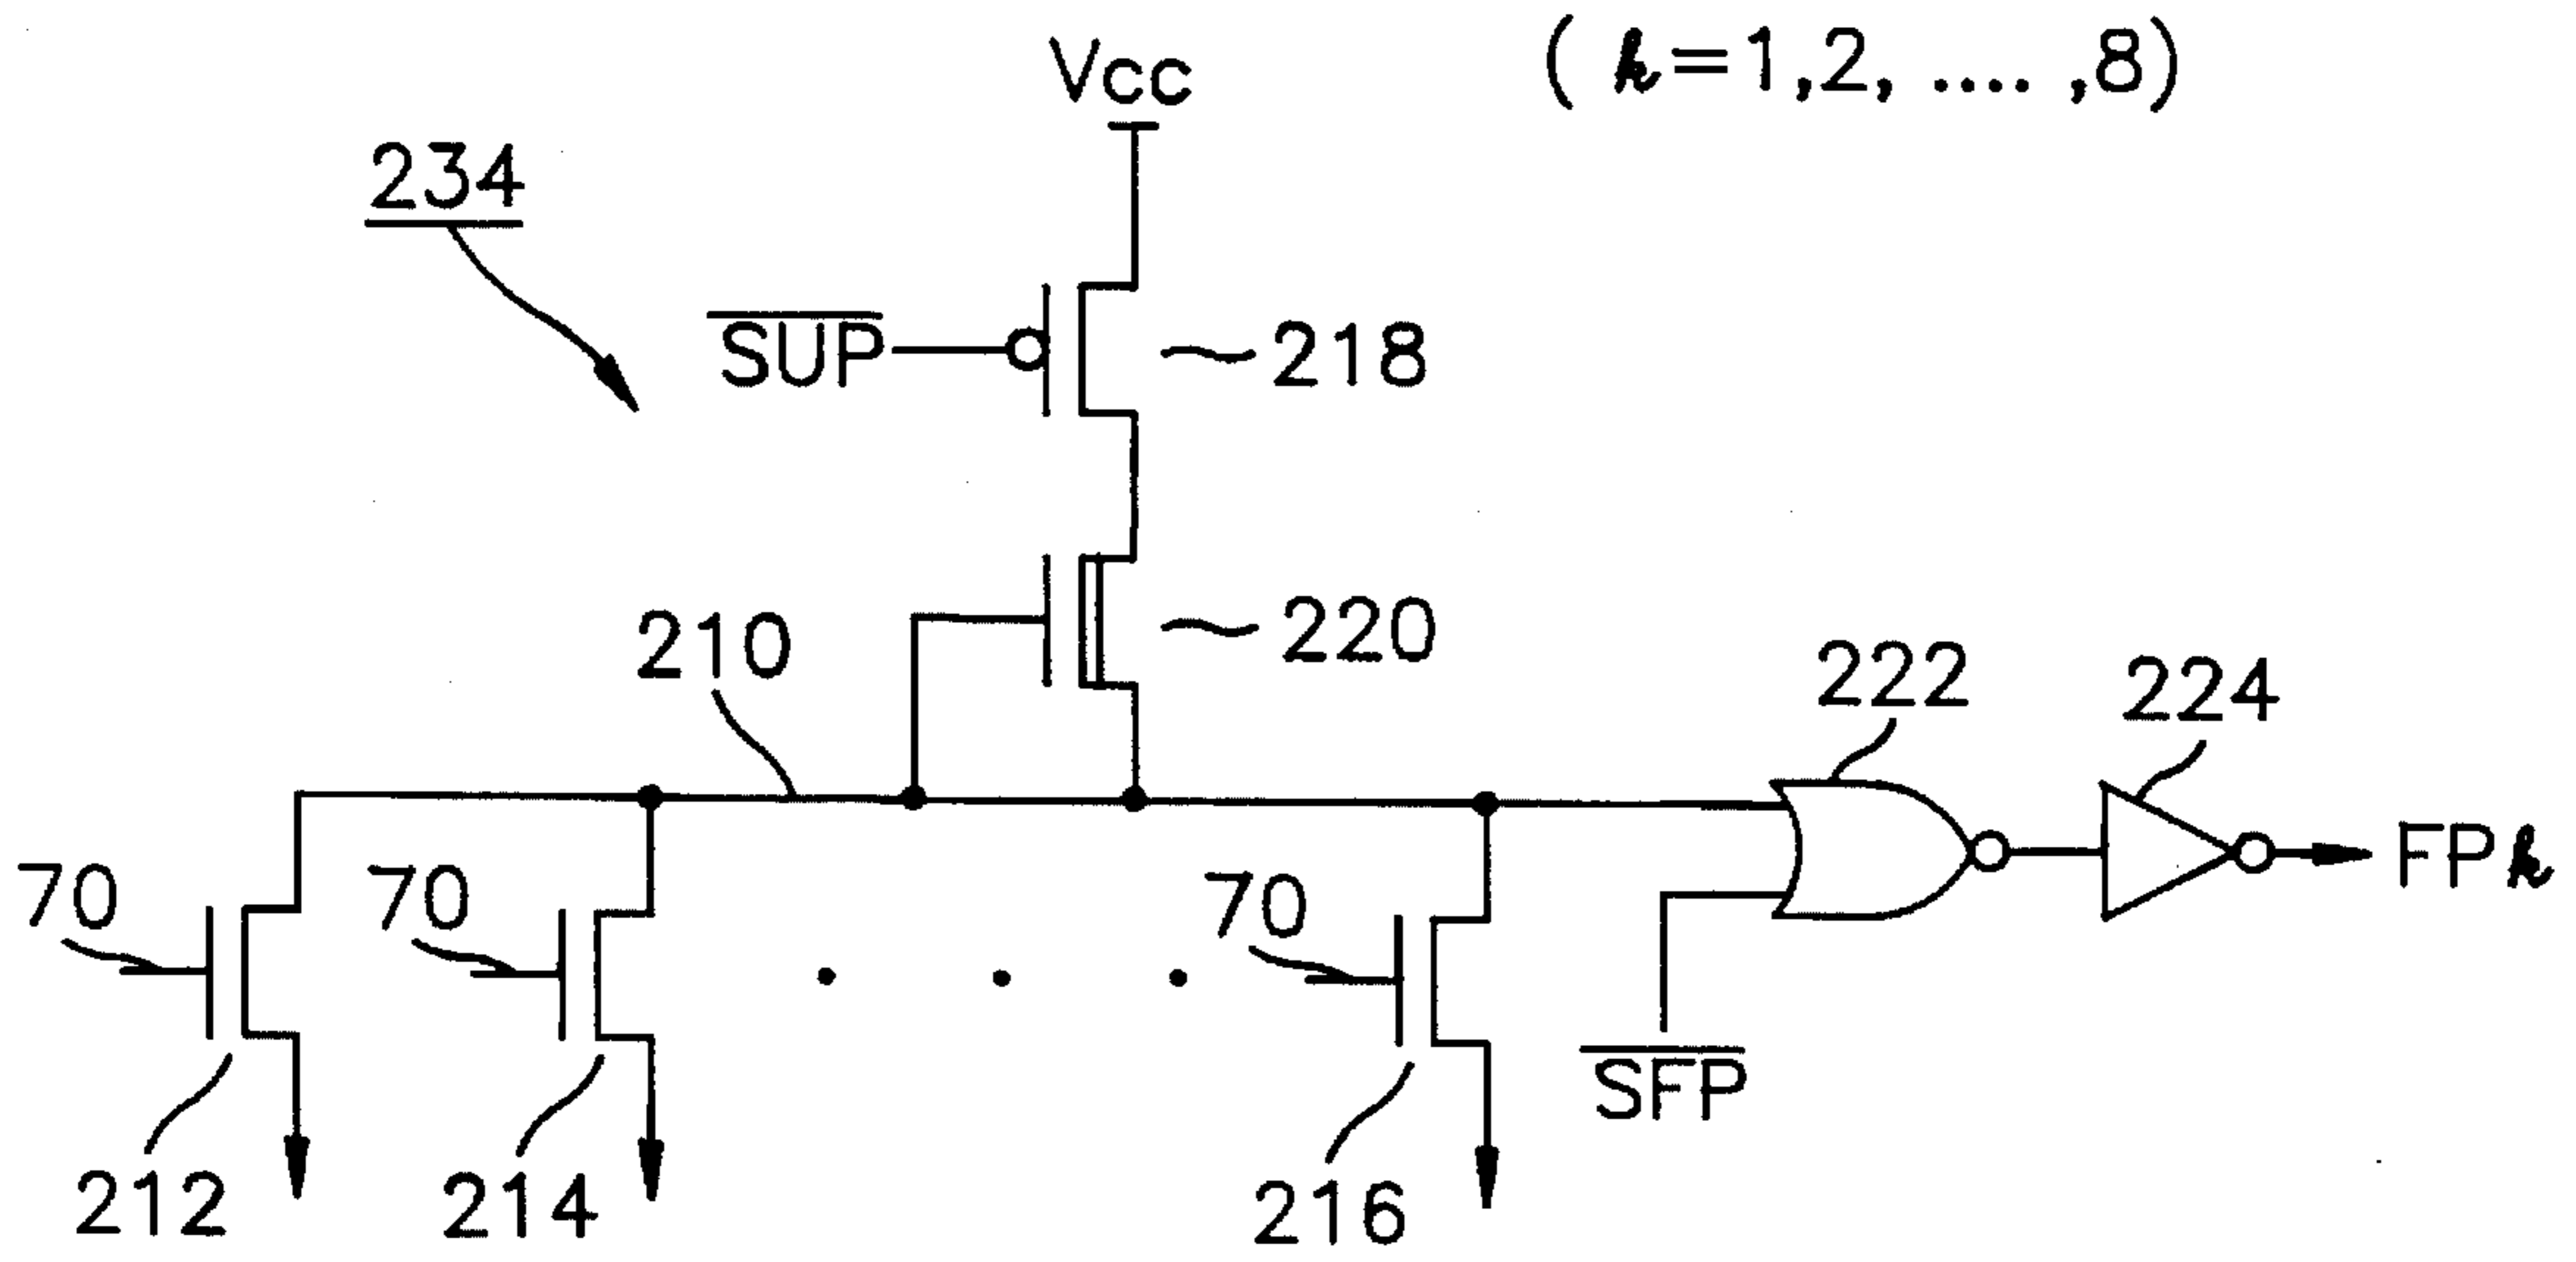 ( k=1,2, .... ,8)
Vcc
234
SUP
218
220
210
222
224
FPk
70
70
70
SFP
212
214
216